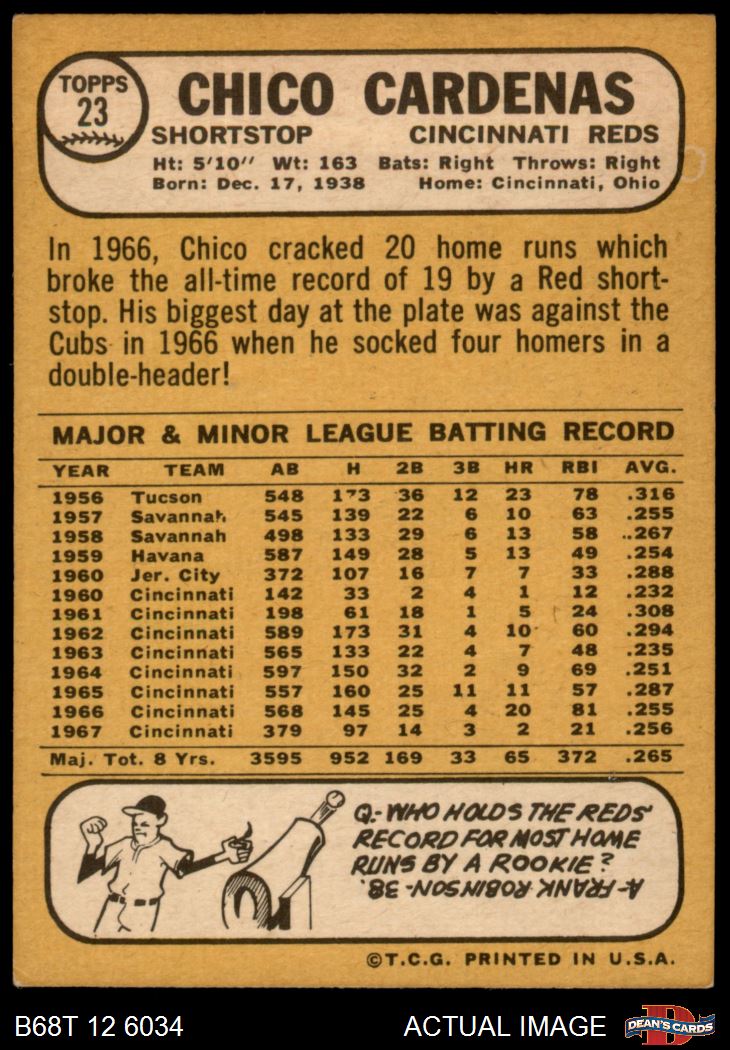 TOPPS
23
CHICO CARDENAS
SHORTSTOP CINCINNATI REDS
Ht: 5'10" Wt: 163 Bats: Right Throws: Right
Born: Dec. 17, 1938 Home: Cincinnati, Ohio
In 1966, Chico cracked 20 home runs which
broke the all-time record of 19 by a Red short-
stop. His biggest day at the plate was against the
Cubs in 1966 when he socked four homers in a
double-header!
MAJOR & MINOR LEAGUE BATTING RECORD
YEAR TEAM AB H 2B 3B HR RBI AVG.
1956 Tucson 548 173 36 12 23 78 .316
1957 Savannah 545 139 22 6 10 63 .255
1958 Savannah 498 133 29 6 13 58 .267
1959 Havana 587 149 28 5 13 49 .254
1960 Jer. City 372 107 16 7 7 33 .288
1960 Cincinnati 142 33 2 4 1 12 .232
1961 Cincinnati 198 61 18 1 5 24 .308
1962 Cincinnati 589 173 31 4 10 60 .294
1963 Cincinnati 565 133 22 4 7 48 .235
1964 Cincinnati 597 150 32 2 9 69 .251
1965 Cincinnati 557 160 25 11 11 57 .287
1966 Cincinnati 568 145 25 4 20 81 .255
1967 Cincinnati 379 97 14 3 2 21 .256
Maj. Tot. 8 Yrs. 3595 952 169 33 65 372 .265
Q-WHO HOLDS THE REDS'
RECORD FOR MOST HOME
RUNS BY A ROOKIE?
A-FRANK ROBINSON-38.
©T.C.G. PRINTED IN U.S.A.
B68T 12 6034 ACTUAL IMAGE
D
DEAN'S CARDS